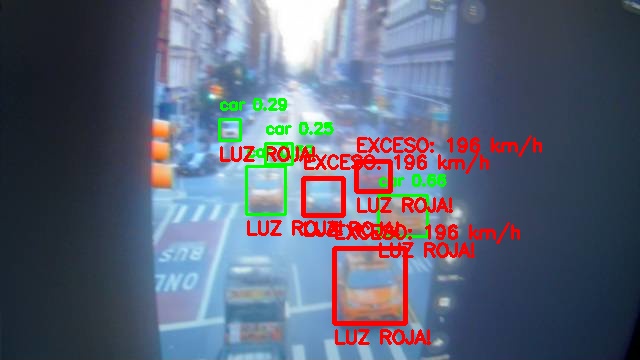 car 0.29
car 0.25
EXCESO: 196 km/h
LUZ ROJA!
EXCESO: 196 km/h
car 0.66
LUZ ROJA!
LUZ ROJA!
LUZ ROJA!
EXCESO: 196 km/h
LUZ ROJA!
BUS
ONLY
LUZ ROJA!